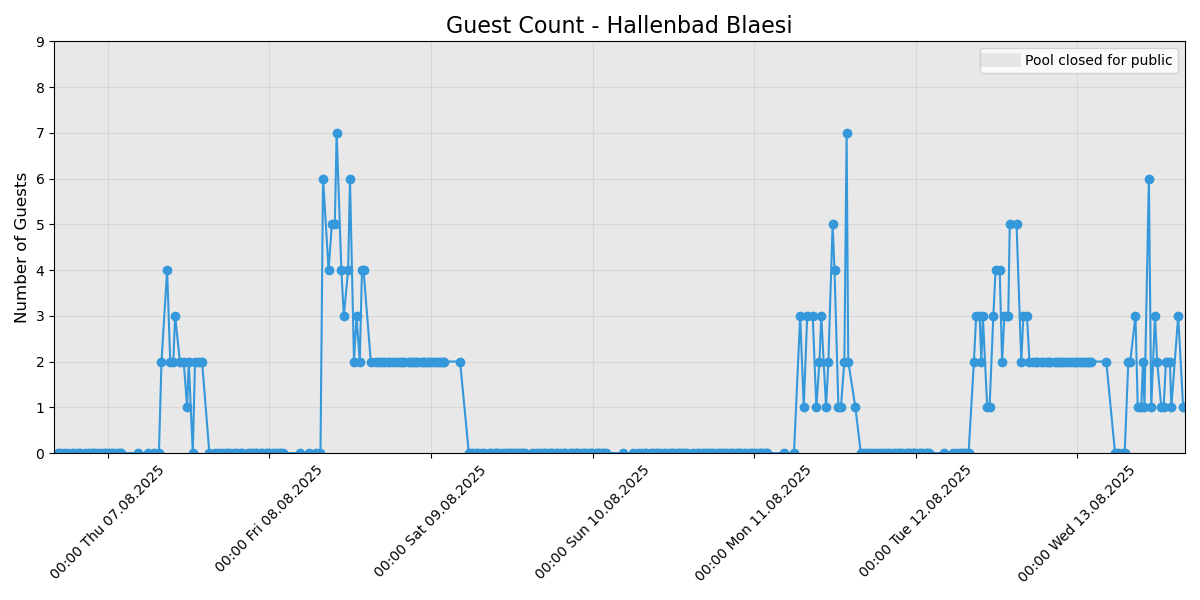 Guest Count - Hallenbad Blaesi
Pool closed for public
Number of Guests
9
8
7
6
5
4
3
2
1
0
00:00 Thu 07.08.2025
00:00 Fri 08.08.2025
00:00 Sat 09.08.2025
00:00 Sun 10.08.2025
00:00 Mon 11.08.2025
00:00 Tue 12.08.2025
00:00 Wed 13.08.2025